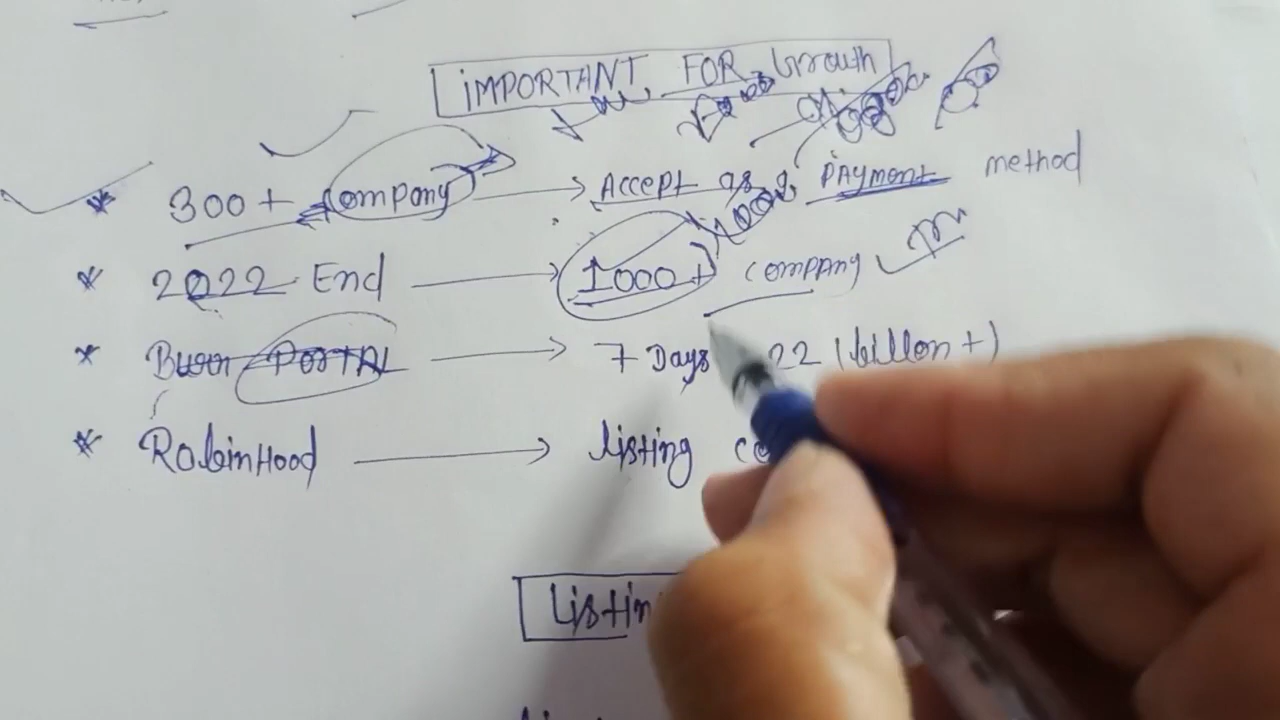 IMPORTANT FOR Growth
* 300+ Company → Accept as a PAYMENT method
* 2022 End → 1000+ company
* Burn PORTAL → 7 Days 22 (billon+)
* RobinHood → listing
Listin